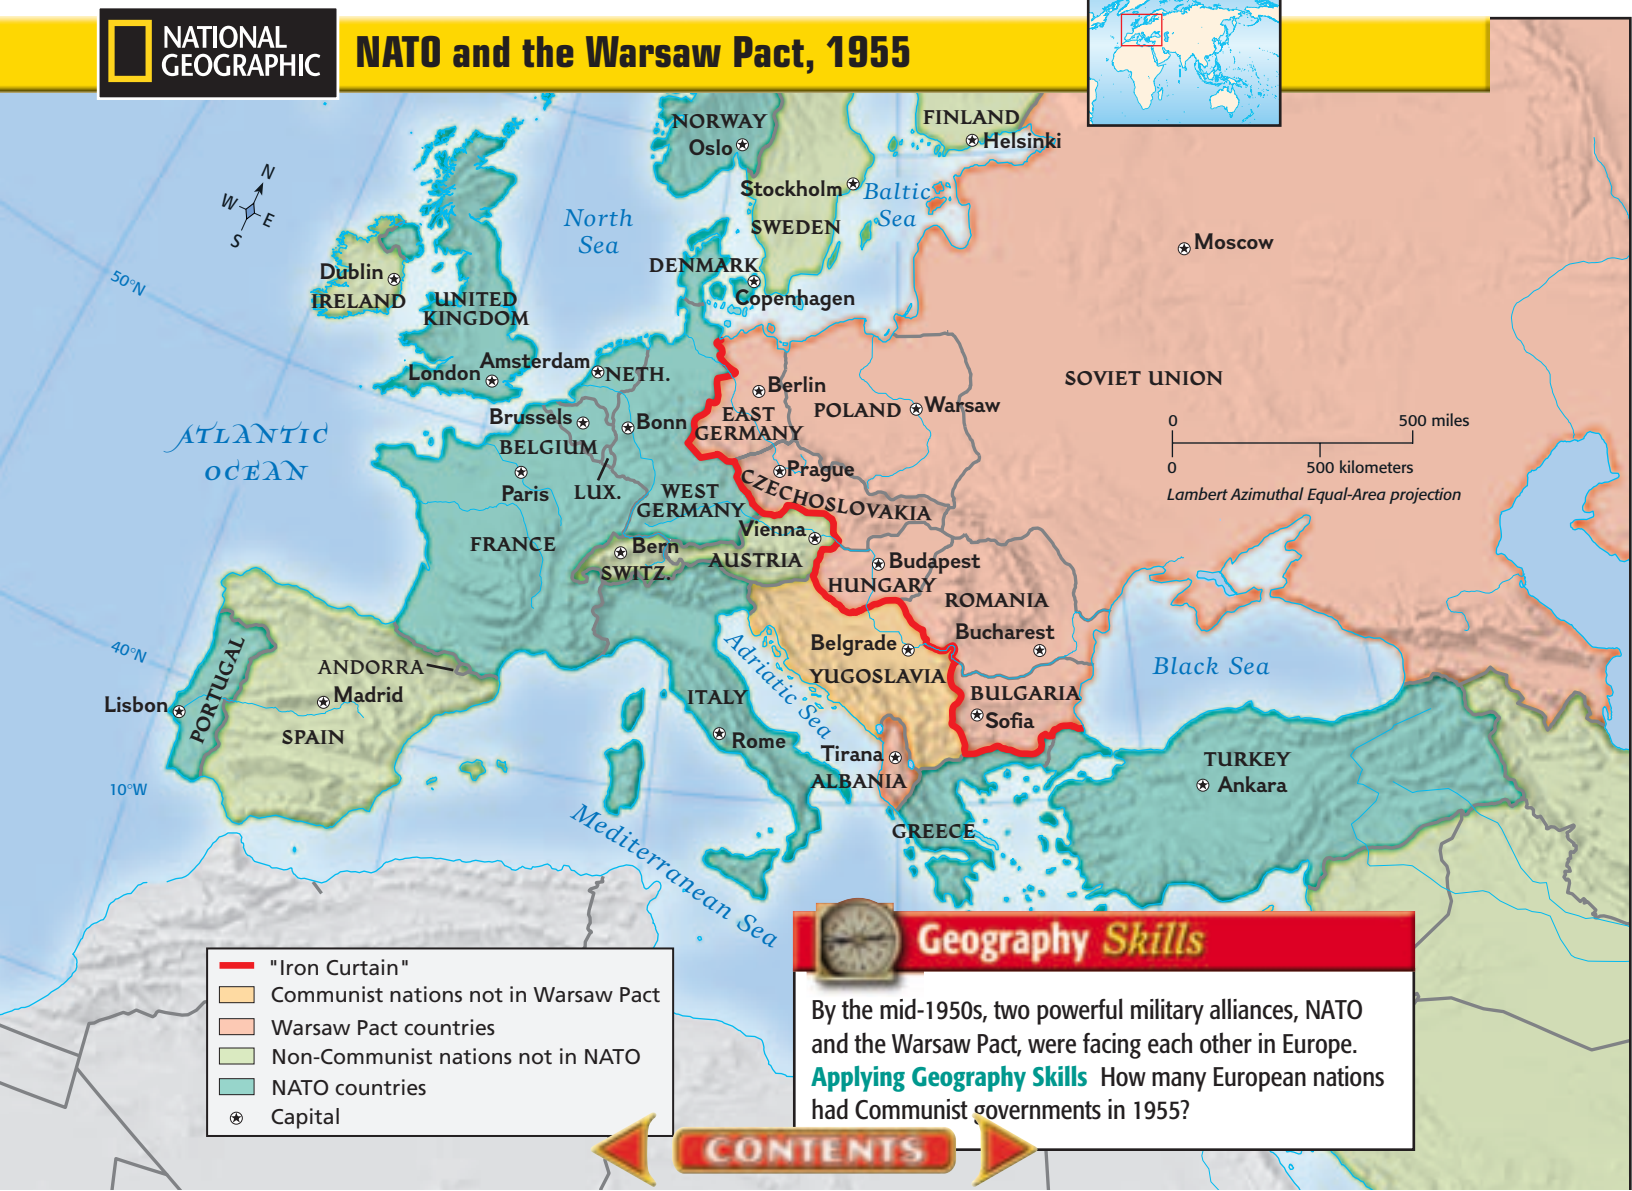 NATIONAL
GEOGRAPHIC
NATO and the Warsaw Pact, 1955
NORWAY
Oslo
FINLAND
Helsinki
Stockholm
Baltic
Sea
SWEDEN
North
Sea
N
W
E
S
Moscow
DENMARK
Copenhagen
Dublin
IRELAND
UNITED
KINGDOM
50°N
Amsterdam
London
NETH.
Berlin
SOVIET UNION
EAST
GERMANY
POLAND
Warsaw
Brussels
Bonn
BELGIUM
0
500 miles
0
500 kilometers
Lambert Azimuthal Equal-Area projection
ATLANTIC
OCEAN
Paris
LUX.
Prague
CZECHOSLOVAKIA
WEST
GERMANY
Vienna
FRANCE
Bern
SWITZ.
AUSTRIA
Budapest
HUNGARY
ROMANIA
Bucharest
Belgrade
YUGOSLAVIA
Adriatic Sea
Black Sea
40°N
ANDORRA
PORTUGAL
Madrid
Lisbon
SPAIN
ITALY
Rome
BULGARIA
Sofia
Tirana
ALBANIA
TURKEY
Ankara
10°W
GREECE
Mediterranean Sea
"Iron Curtain"
Communist nations not in Warsaw Pact
Warsaw Pact countries
Non-Communist nations not in NATO
NATO countries
Capital
Geography Skills
By the mid-1950s, two powerful military alliances, NATO
and the Warsaw Pact, were facing each other in Europe.
Applying Geography Skills How many European nations
had Communist governments in 1955?
CONTENTS